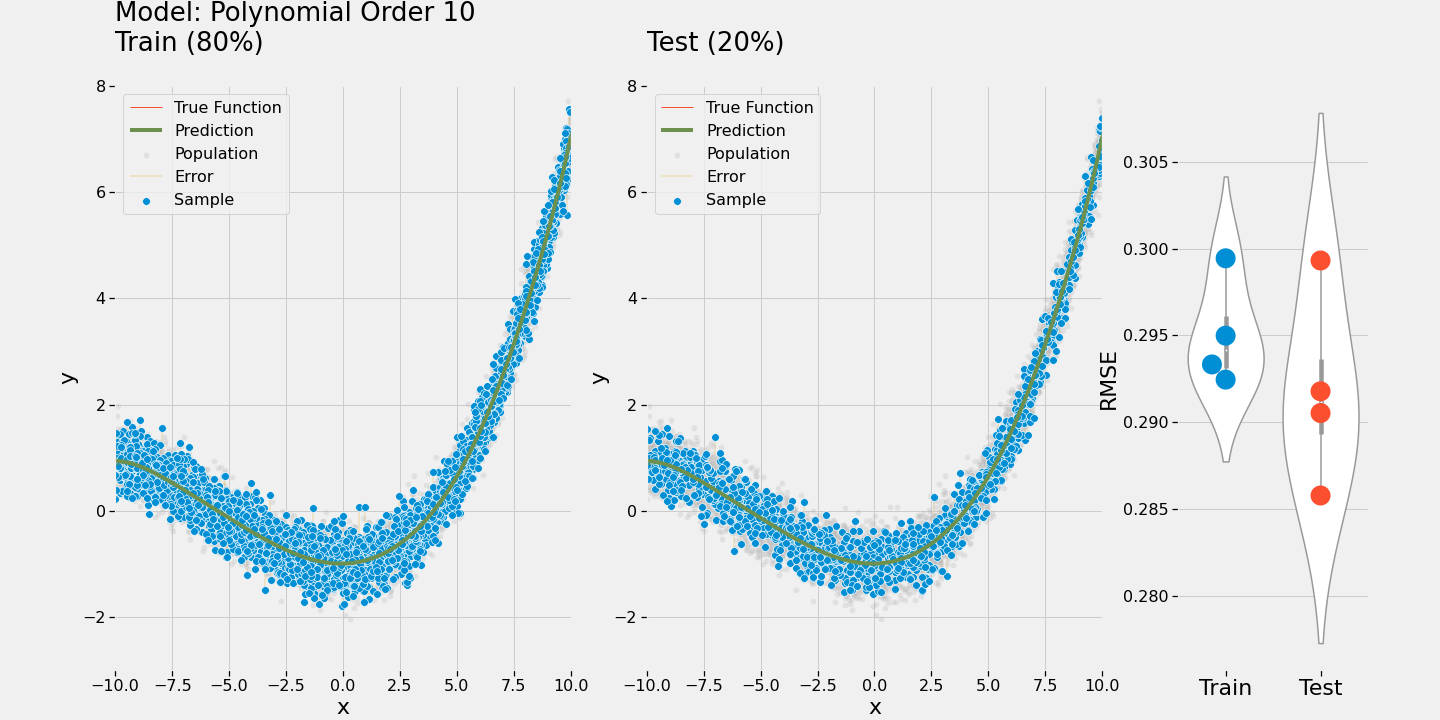 Model: Polynomial Order 10
Train (80%)
8
6
4
2
0
−2
y
True Function
Prediction
Population
Error
Sample
−10.0 −7.5 −5.0 −2.5 0.0 2.5 5.0 7.5 10.0
x
Test (20%)
8
6
4
2
0
−2
y
True Function
Prediction
Population
Error
Sample
−10.0 −7.5 −5.0 −2.5 0.0 2.5 5.0 7.5 10.0
x
0.305
0.300
0.295
0.290
0.285
0.280
RMSE
Train Test